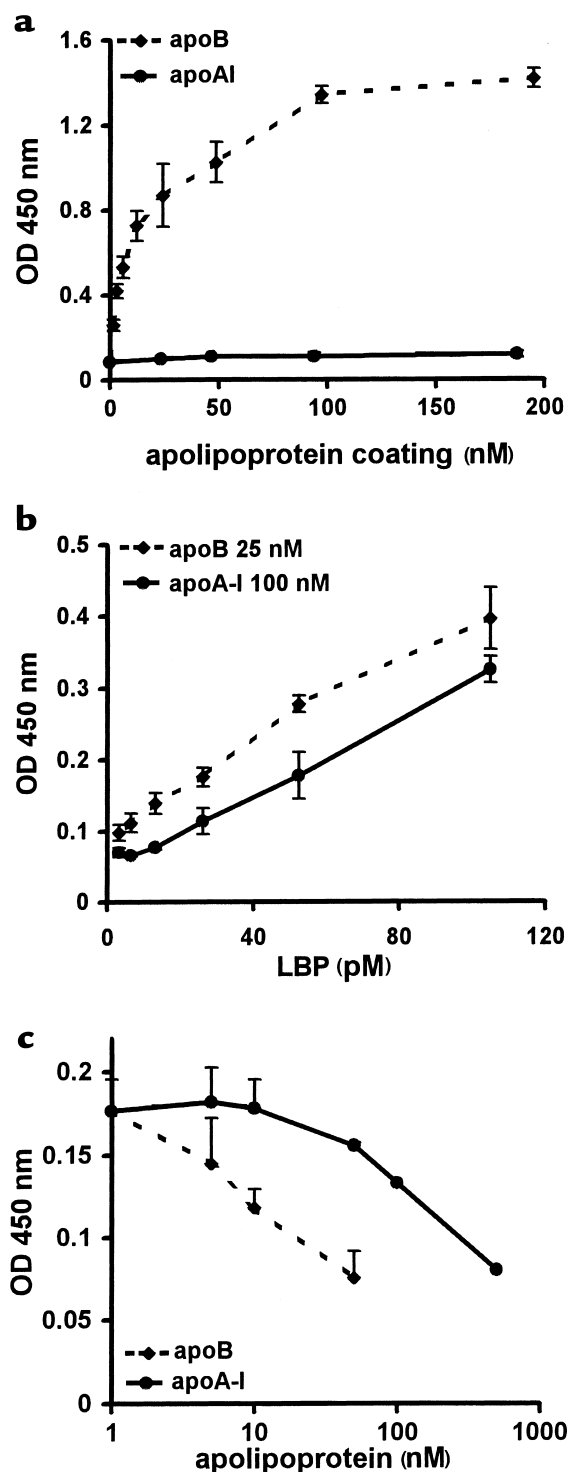 a
apoB
apoAI
1.6
1.2
0.8
0.4
0
OD 450 nm
0 50 100 150 200
apolipoprotein coating (nM)
b
apoB 25 nM
apoA-I 100 nM
0.5
0.4
0.3
0.2
0.1
0
OD 450 nm
0 40 80 120
LBP (pM)
c
0.2
0.15
0.1
0.05
0
OD 450 nm
apoB
apoA-I
1 10 100 1000
apolipoprotein (nM)